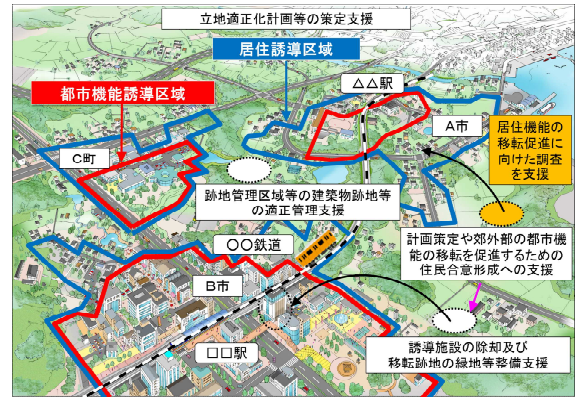 立地適正化計画等の策定支援
居住誘導区域
都市機能誘導区域
△△駅
A市
C町
居住機能の
移転促進に
向けた調査
を支援
跡地管理区域等の建築物跡地等
の適正管理支援
〇〇鉄道
計画策定や郊外部の都市機
能の移転を促進するための
住民合意形成への支援
B市
□□駅
誘導施設の除却及び
移転跡地の緑地等整備支援